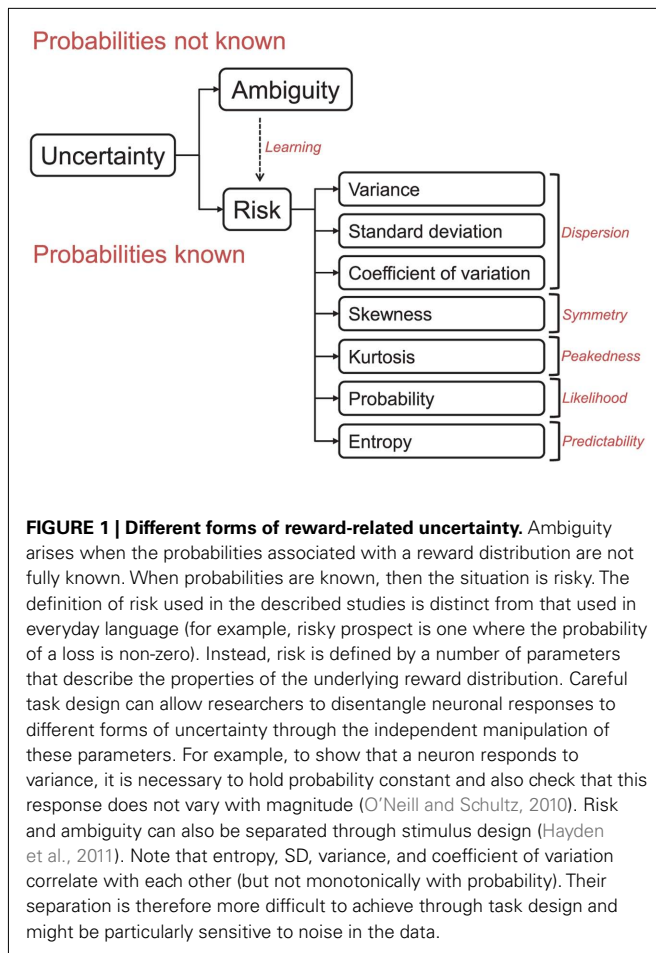 Probabilities not known
Ambiguity
Uncertainty
Learning
Risk
Probabilities known
Variance
Standard deviation
Coefficient of variation
Dispersion
Skewness
Symmetry
Kurtosis
Peakedness
Probability
Likelihood
Entropy
Predictability
FIGURE 1 | Different forms of reward-related uncertainty. Ambiguity
arises when the probabilities associated with a reward distribution are not
fully known. When probabilities are known, then the situation is risky. The
definition of risk used in the described studies is distinct from that used in
everyday language (for example, risky prospect is one where the probability
of a loss is non-zero). Instead, risk is defined by a number of parameters
that describe the properties of the underlying reward distribution. Careful
task design can allow researchers to disentangle neuronal responses to
different forms of uncertainty through the independent manipulation of
these parameters. For example, to show that a neuron responds to
variance, it is necessary to hold probability constant and also check that this
response does not vary with magnitude (O'Neill and Schultz, 2010). Risk
and ambiguity can also be separated through stimulus design (Hayden
et al., 2011). Note that entropy, SD, variance, and coefficient of variation
correlate with each other (but not monotonically with probability). Their
separation is therefore more difficult to achieve through task design and
might be particularly sensitive to noise in the data.